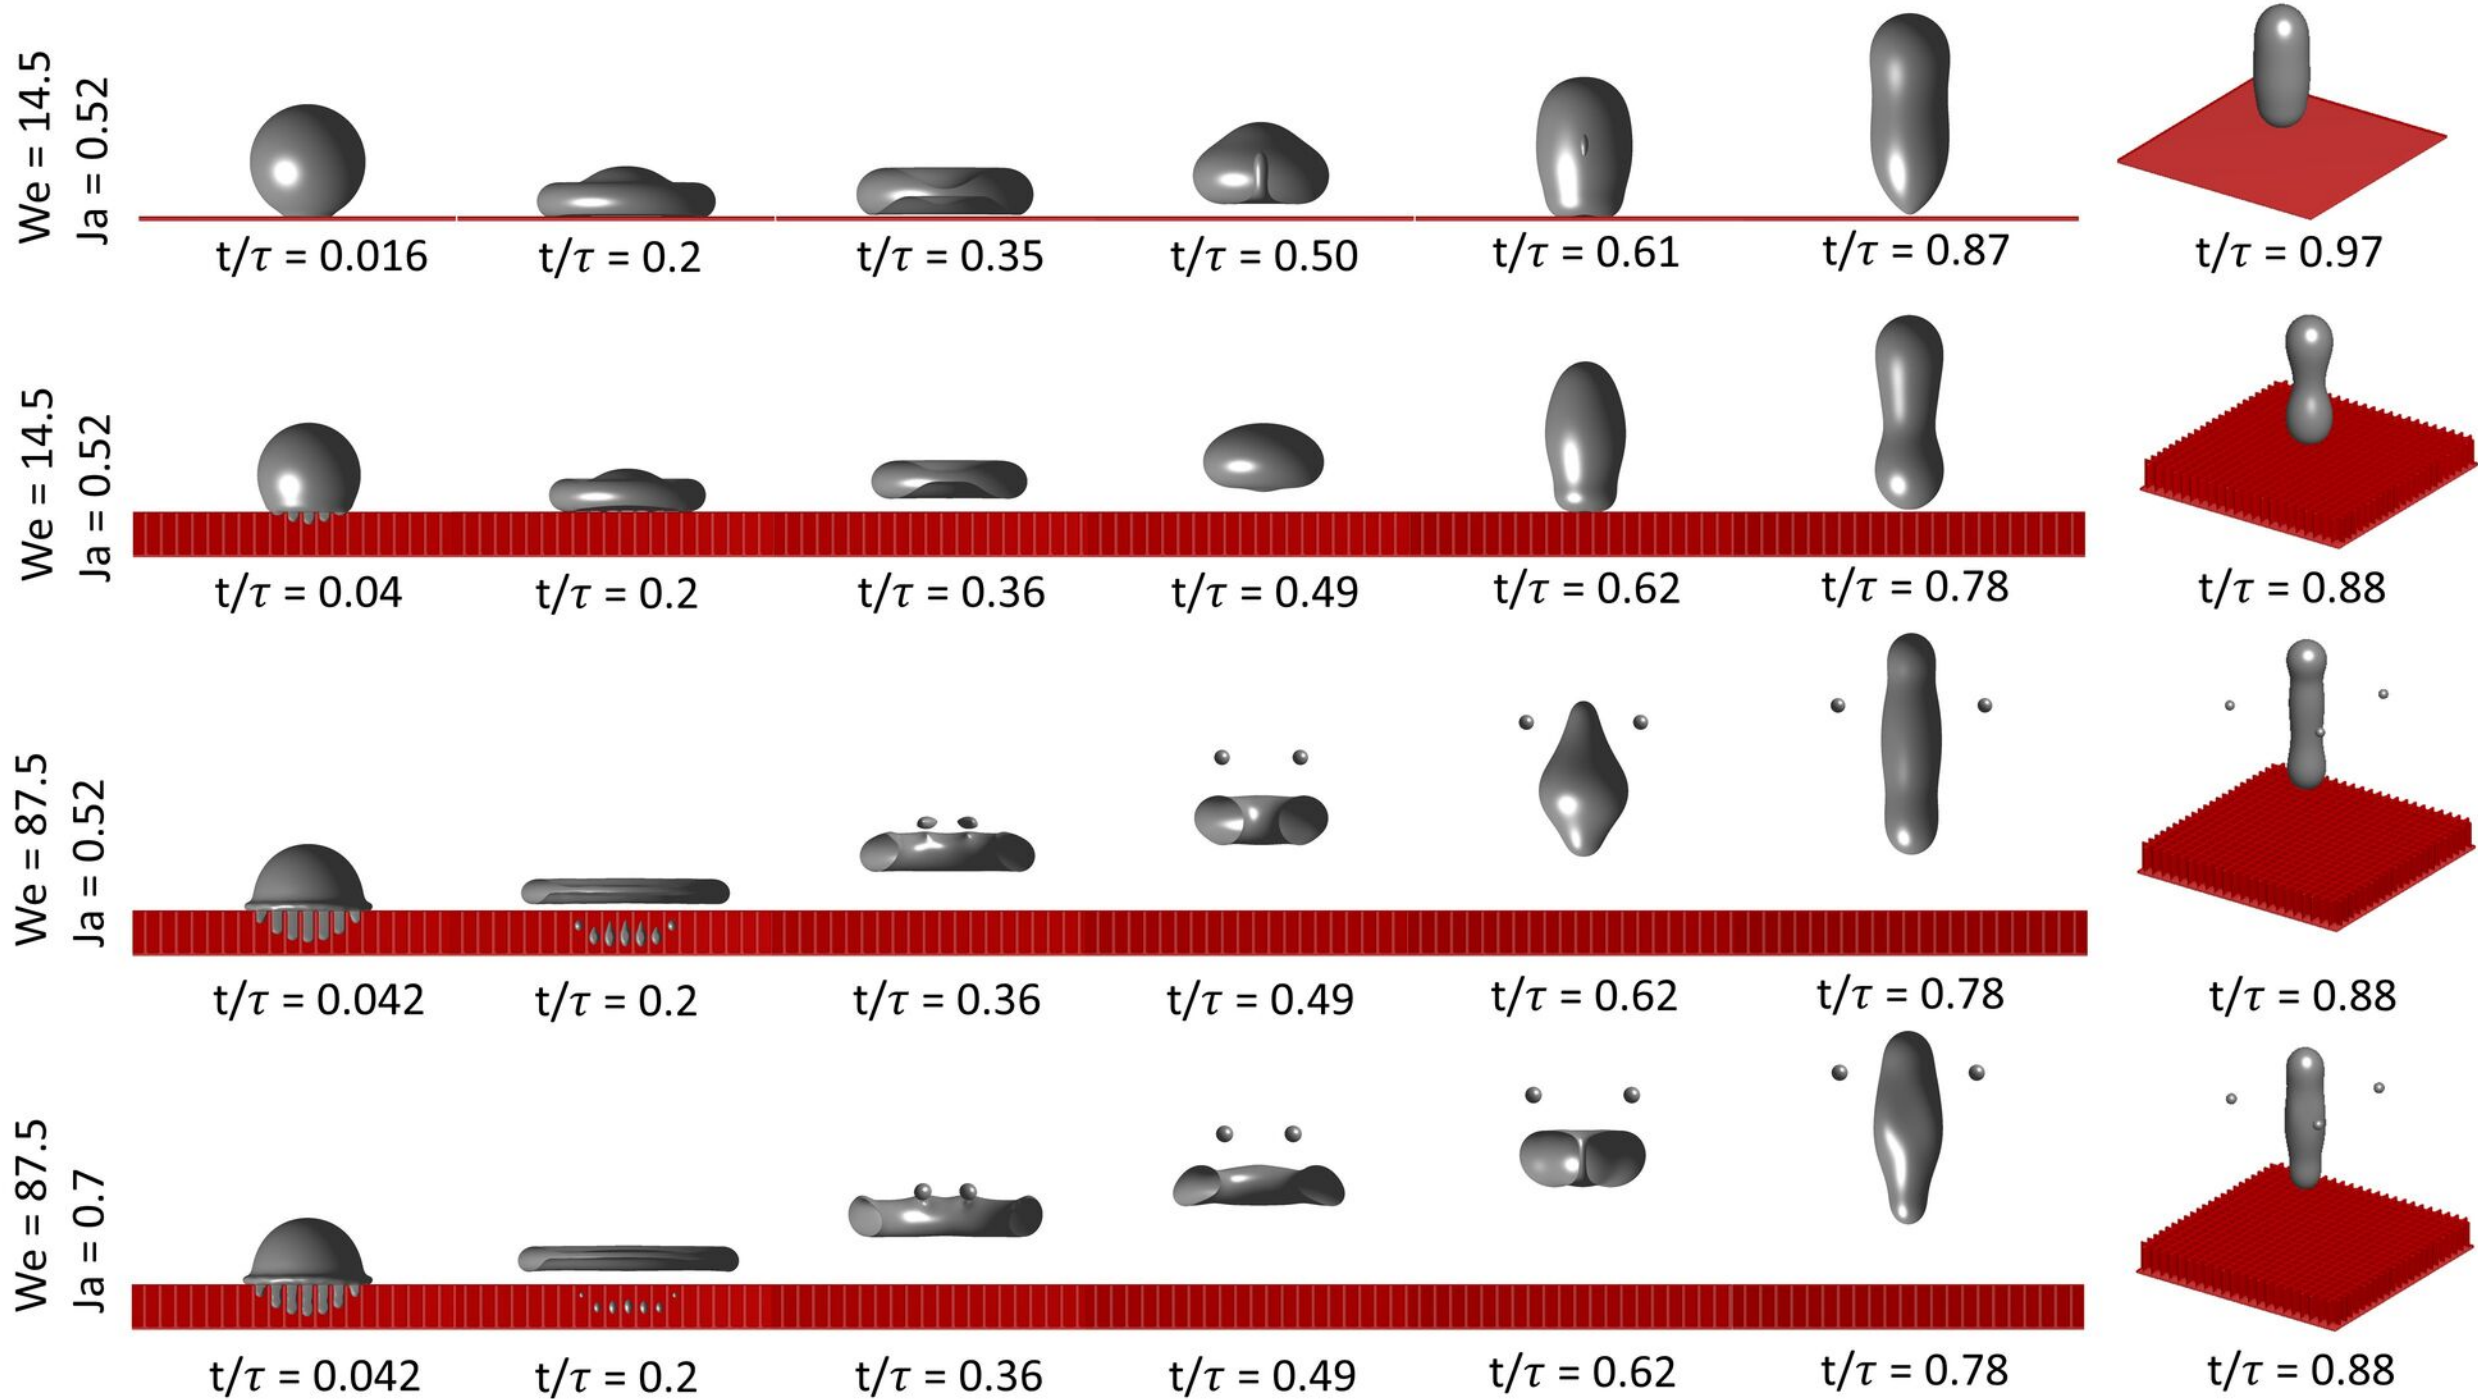 We = 14.5
Ja = 0.52
t/τ = 0.016
t/τ = 0.2
t/τ = 0.35
t/τ = 0.50
t/τ = 0.61
t/τ = 0.87
t/τ = 0.97
We = 14.5
Ja = 0.52
t/τ = 0.04
t/τ = 0.2
t/τ = 0.36
t/τ = 0.49
t/τ = 0.62
t/τ = 0.78
t/τ = 0.88
We = 87.5
Ja = 0.52
t/τ = 0.042
t/τ = 0.2
t/τ = 0.36
t/τ = 0.49
t/τ = 0.62
t/τ = 0.78
t/τ = 0.88
We = 87.5
Ja = 0.7
t/τ = 0.042
t/τ = 0.2
t/τ = 0.36
t/τ = 0.49
t/τ = 0.62
t/τ = 0.78
t/τ = 0.88